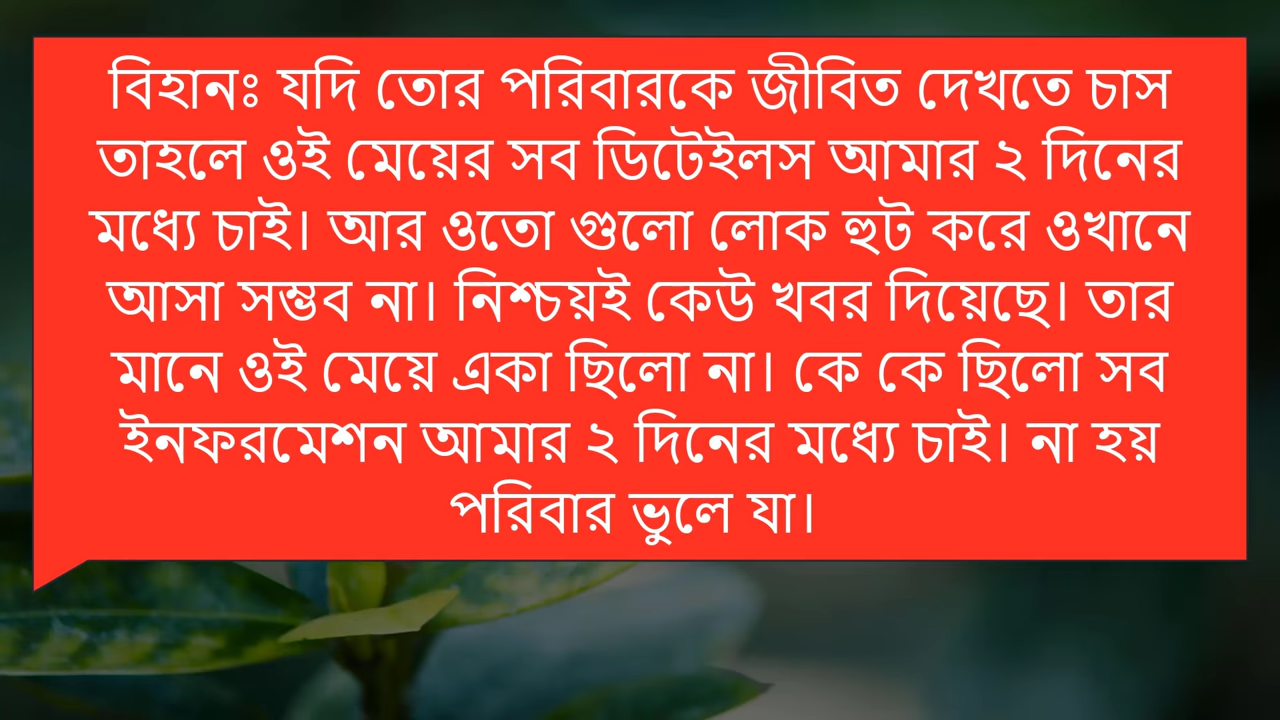 বিহানঃ যদি তোর পরিবারকে জীবিত দেখতে চাস
তাহলে ওই মেয়ের সব ডিটেইলস আমার ২ দিনের
মধ্যে চাই। আর ওতো গুলো লোক হুট করে ওখানে
আসা সম্ভব না। নিশ্চয়ই কেউ খবর দিয়েছে। তার
মানে ওই মেয়ে একা ছিলো না। কে কে ছিলো সব
ইনফরমেশন আমার ২ দিনের মধ্যে চাই। না হয়
পরিবার ভুলে যা।